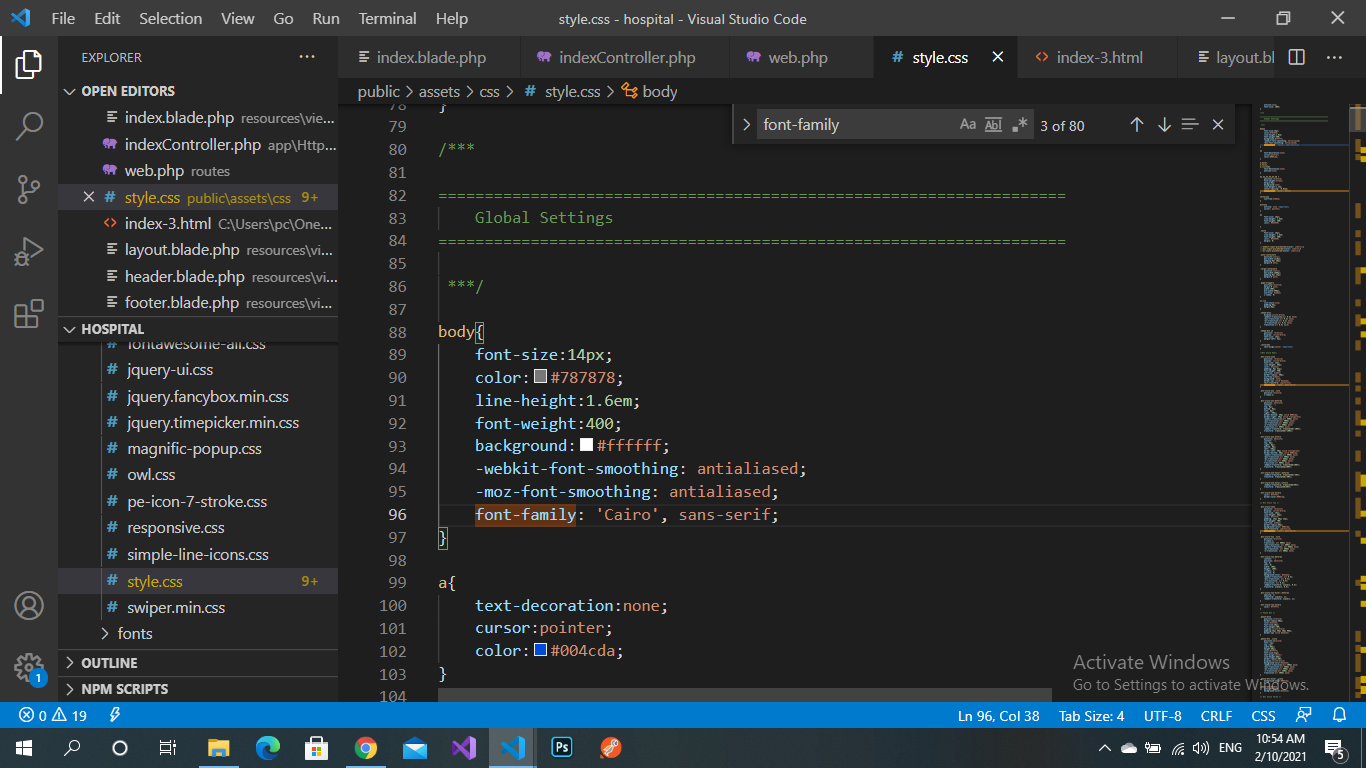 File Edit Selection View Go Run Terminal Help
style.css - hospital - Visual Studio Code
EXPLORER
index.blade.php
indexController.php
web.php
# style.css
index-3.html
layout.bl
OPEN EDITORS
public > assets > css > # style.css > body
font-family
Aa Abl .*
3 of 80
index.blade.php resources\vie...
indexController.php app\Http...
web.php routes
# style.css public\assets\css 9+
index-3.html C:\Users\pc\One...
layout.blade.php resources\vi...
header.blade.php resources\vi...
footer.blade.php resources\vi...
HOSPITAL
# fontawesome-all.css
# jquery-ui.css
# jquery.fancybox.min.css
# jquery.timepicker.min.css
# magnific-popup.css
# owl.css
# pe-icon-7-stroke.css
# responsive.css
# simple-line-icons.css
# style.css 9+
# swiper.min.css
fonts
OUTLINE
NPM SCRIPTS
1
78 }
79
80 /***
81
82 ====================================================================
83 Global Settings
84 ====================================================================
85
86 ***/
87
88 body{
89 font-size:14px;
90 color:#787878;
91 line-height:1.6em;
92 font-weight:400;
93 background:#ffffff;
94 -webkit-font-smoothing: antialiased;
95 -moz-font-smoothing: antialiased;
96 font-family: 'Cairo', sans-serif;
97 }
98
99 a{
100 text-decoration:none;
101 cursor:pointer;
102 color:#004cda;
103 }
104
Activate Windows
Go to Settings to activate Windows.
0 19
Ln 96, Col 38 Tab Size: 4 UTF-8 CRLF CSS
Ps
ENG
10:54 AM
2/10/2021
5